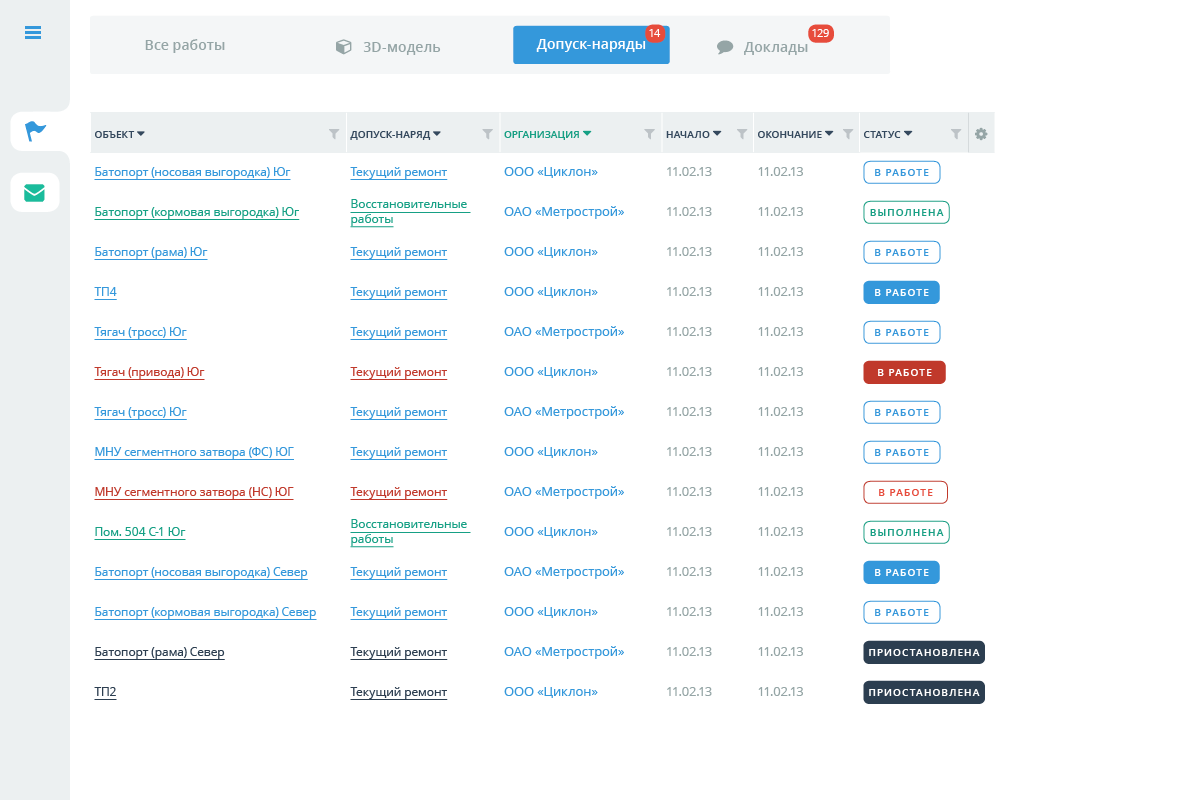 Все работы 3D-модель Допуск-наряды 14 Доклады 129
ОБЪЕКТ ДОПУСК-НАРЯД ОРГАНИЗАЦИЯ НАЧАЛО ОКОНЧАНИЕ СТАТУС
Батопорт (носовая выгородка) Юг Текущий ремонт ООО «Циклон» 11.02.13 11.02.13 В РАБОТЕ
Батопорт (кормовая выгородка) Юг Восстановительные работы ОАО «Метрострой» 11.02.13 11.02.13 ВЫПОЛНЕНА
Батопорт (рама) Юг Текущий ремонт ООО «Циклон» 11.02.13 11.02.13 В РАБОТЕ
ТП4 Текущий ремонт ООО «Циклон» 11.02.13 11.02.13 В РАБОТЕ
Тягач (тросс) Юг Текущий ремонт ОАО «Метрострой» 11.02.13 11.02.13 В РАБОТЕ
Тягач (привода) Юг Текущий ремонт ООО «Циклон» 11.02.13 11.02.13 В РАБОТЕ
Тягач (тросс) Юг Текущий ремонт ОАО «Метрострой» 11.02.13 11.02.13 В РАБОТЕ
МНУ сегментного затвора (ФС) ЮГ Текущий ремонт ООО «Циклон» 11.02.13 11.02.13 В РАБОТЕ
МНУ сегментного затвора (НС) ЮГ Текущий ремонт ОАО «Метрострой» 11.02.13 11.02.13 В РАБОТЕ
Пом. 504 С-1 Юг Восстановительные работы ООО «Циклон» 11.02.13 11.02.13 ВЫПОЛНЕНА
Батопорт (носовая выгородка) Север Текущий ремонт ОАО «Метрострой» 11.02.13 11.02.13 В РАБОТЕ
Батопорт (кормовая выгородка) Север Текущий ремонт ООО «Циклон» 11.02.13 11.02.13 В РАБОТЕ
Батопорт (рама) Север Текущий ремонт ОАО «Метрострой» 11.02.13 11.02.13 ПРИОСТАНОВЛЕНА
ТП2 Текущий ремонт ООО «Циклон» 11.02.13 11.02.13 ПРИОСТАНОВЛЕНА